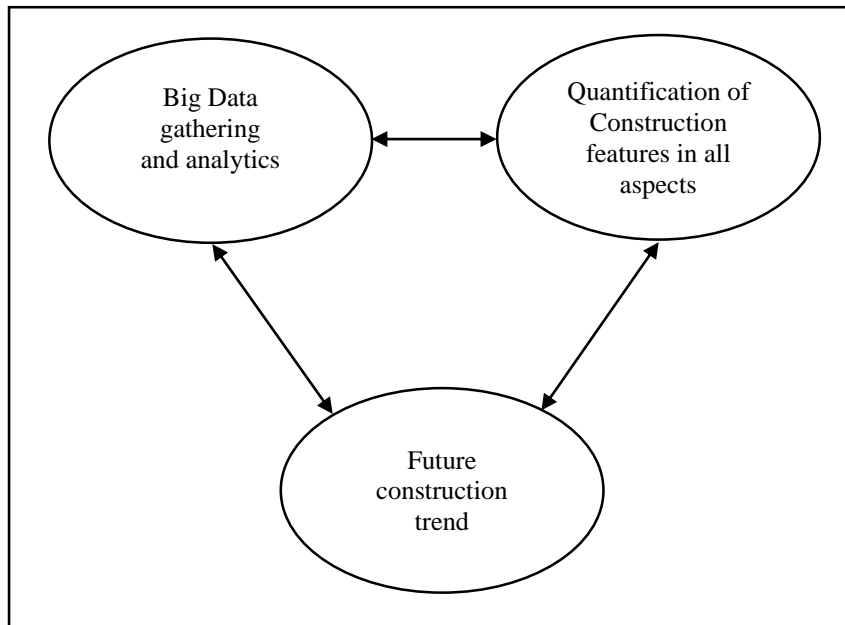 Big Data
gathering
and analytics
Quantification of
Construction
features in all
aspects
Future
construction
trend